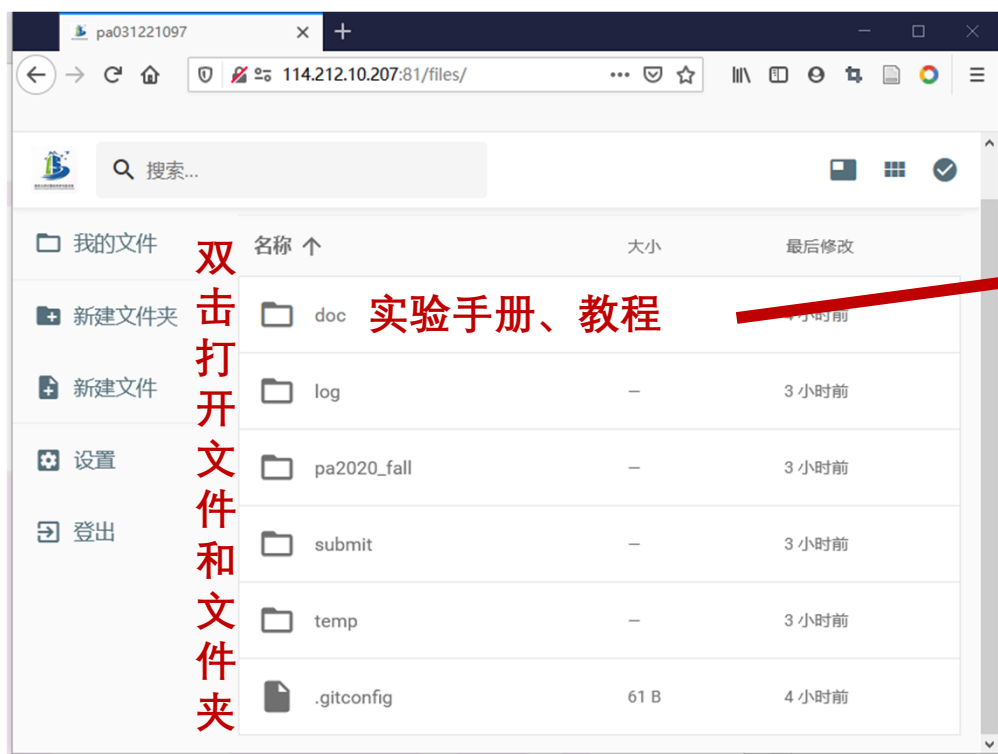 pa031221097
114.212.10.207:81/files/
搜索...
我的文件
新建文件夹
新建文件
设置
登出
双击打开文件和文件夹
名称 大小 最后修改
doc 实验手册、教程 小时前
log — 3 小时前
pa2020_fall — 3 小时前
submit — 3 小时前
temp — 3 小时前
.gitconfig 61 B 4 小时前